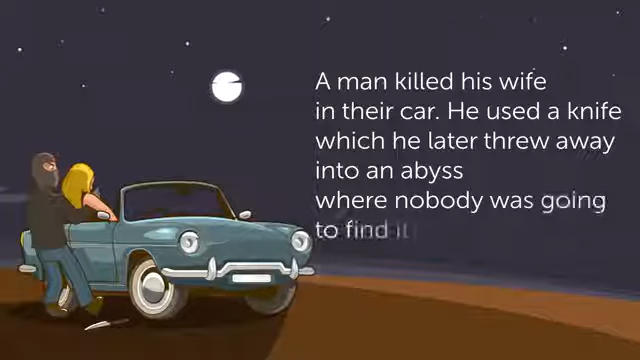 A man killed his wife
in their car. He used a knife
which he later threw away
into an abyss
where nobody was going
to find it